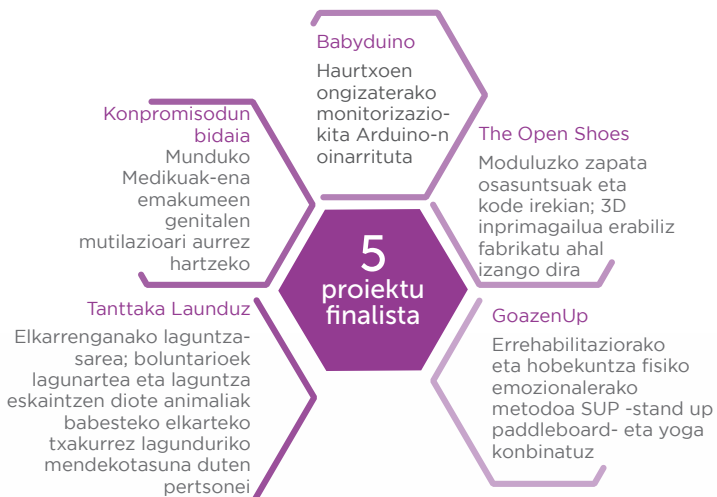 Babyduino
Haurtxoen
ongizaterako
monitorizazio-
kita Arduino-n
oinarrituta
Konpromisodun
bidaia
Munduko
Medikuak-ena
emakumeen
genitalen
mutilazioari aurrez
hartzeko
The Open Shoes
Moduluzko zapata
osasuntsuak eta
kode irekian; 3D
inprimagailua erabiliz
fabrikatu ahal
izango dira
5
proiektu
finalista
Tanttaka Launduz
Elkarrenganako laguntza-
sarea; boluntarioek
lagunartea eta laguntza
eskaintzen diote animaliak
babesteko elkarteko
txakurrez lagunduriko
mendekotasuna duten
pertsonei
GoazenUp
Errehabilitaziorako
eta hobekuntza fisiko
emozionalerako
metodoa SUP -stand up
paddleboard- eta yoga
konbinatuz